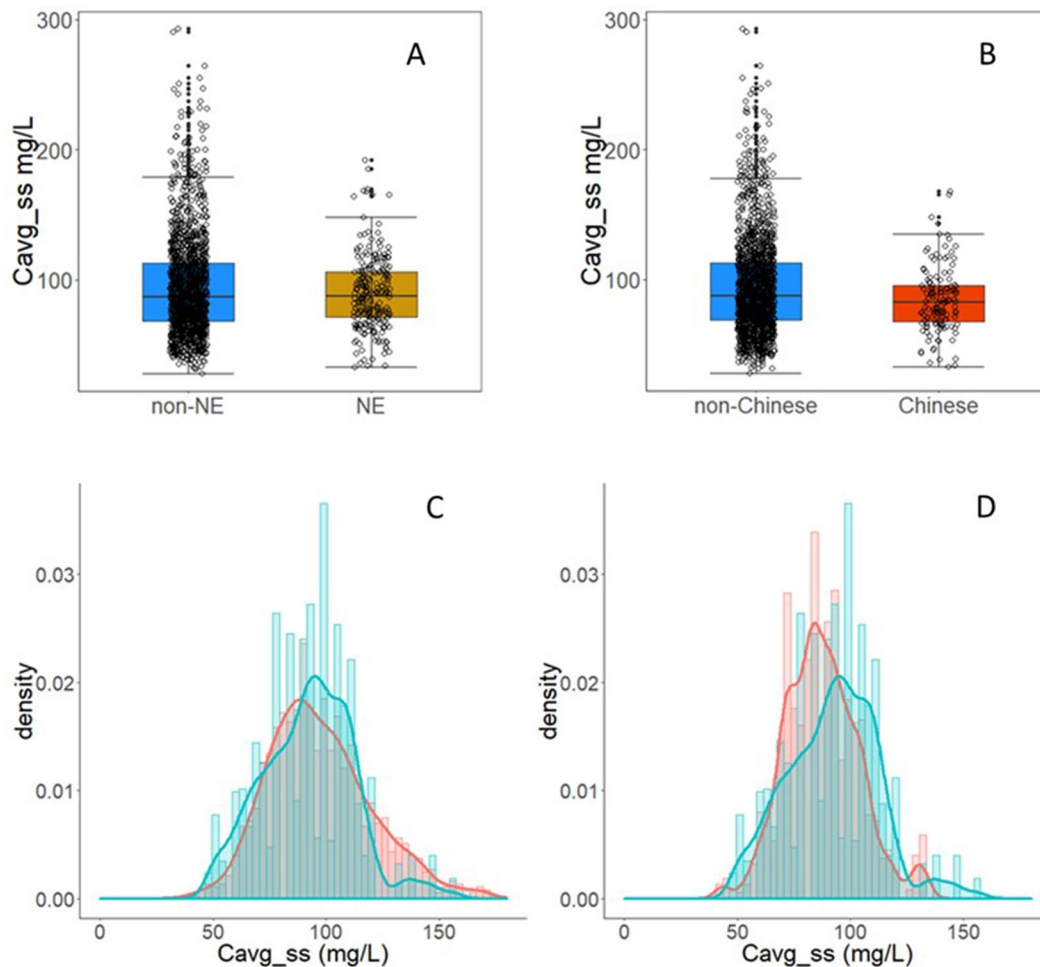 A
B
Cavg_ss mg/L
300
200
100
non-NE
NE
Cavg_ss mg/L
300
200
100
non-Chinese
Chinese
C
D
density
0.03
0.02
0.01
0.00
0
50
100
150
Cavg_ss (mg/L)
density
0.03
0.02
0.01
0.00
0
50
100
150
Cavg_ss (mg/L)